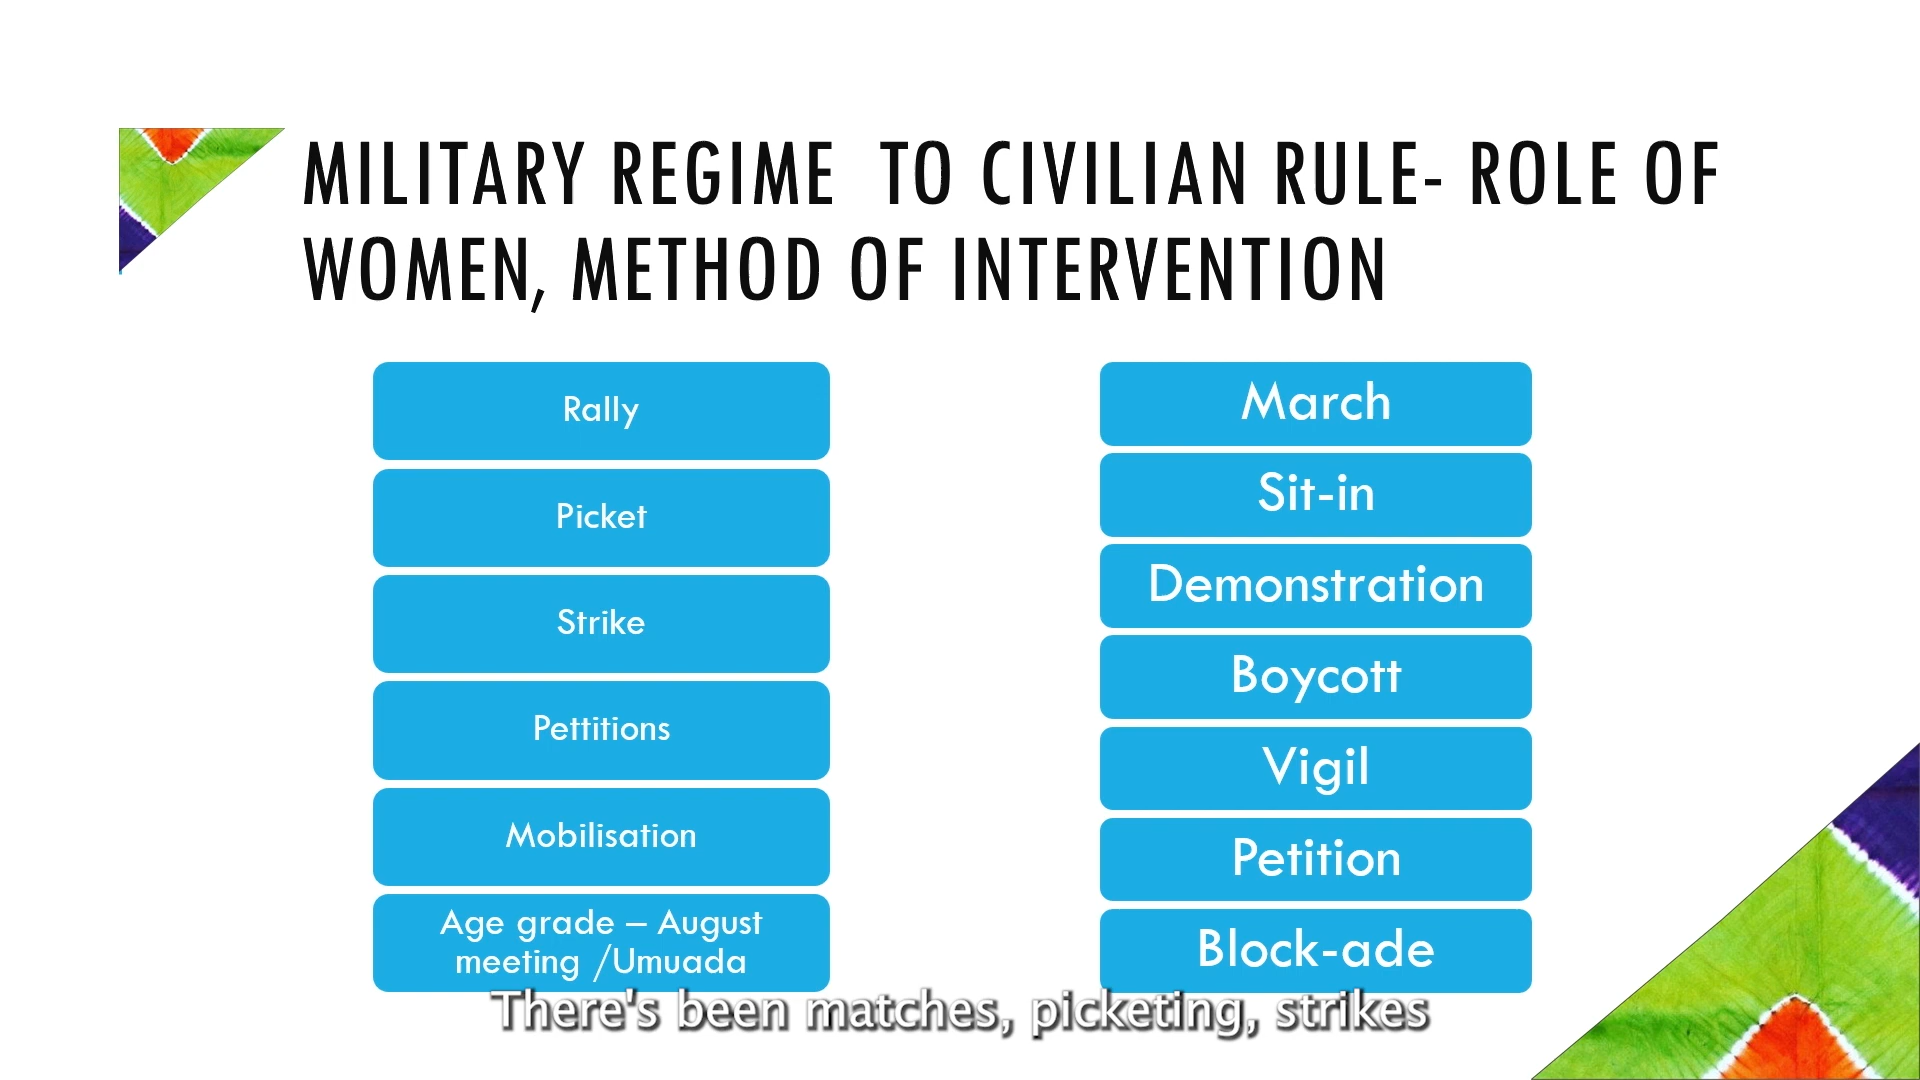 MILITARY REGIME TO CIVILIAN RULE- ROLE OF
WOMEN, METHOD OF INTERVENTION
Rally
Picket
Strike
Pettitions
Mobilisation
Age grade – August
meeting /Umuada
March
Sit-in
Demonstration
Boycott
Vigil
Petition
Block-ade
There's been matches, picketing, strikes